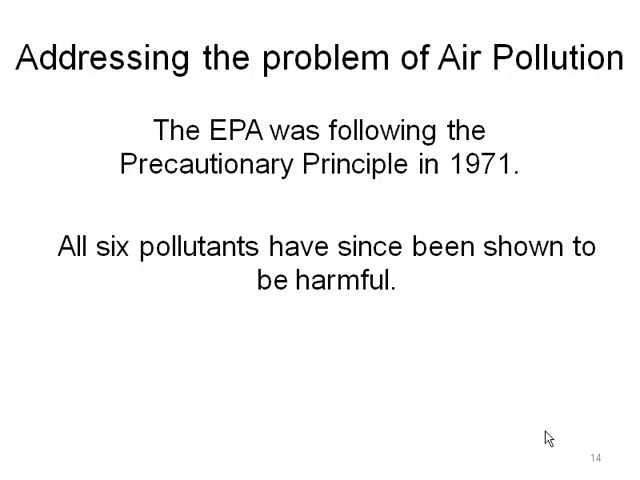 Addressing the problem of Air Pollution
The EPA was following the
Precautionary Principle in 1971.
All six pollutants have since been shown to
be harmful.
14